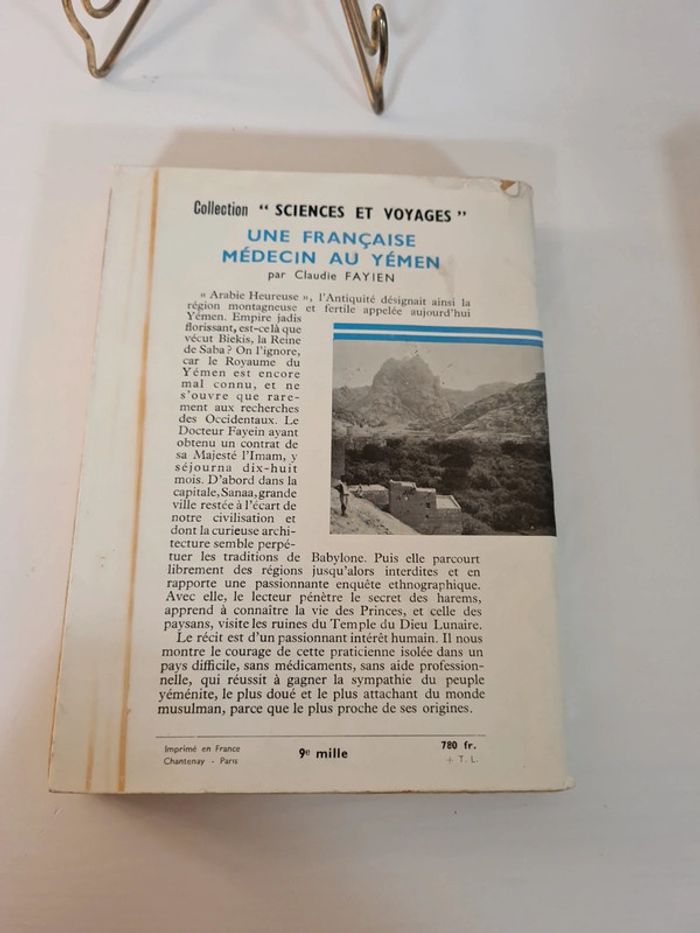 Collection “ SCIENCES ET VOYAGES ”
UNE FRANÇAISE
MÉDECIN AU YÉMEN
par Claudie FAYIEN
« Arabie Heureuse », l’Antiquité désignait ainsi la
région montagneuse et fertile appelée aujourd’hui
Yémen. Empire jadis
florissant, est-celà que
vécut Biekis, la Reine
de Saba ? On l’ignore,
car le Royaume du
Yémen est encore
mal connu, et ne
s’ouvre que rare-
ment aux recherches
des Occidentaux. Le
Docteur Fayein ayant
obtenu un contrat de
sa Majesté l’Imam, y
séjourna dix-huit
mois. D’abord dans la
capitale, Sanaa, grande
ville restée à l’écart de
notre civilisation et
dont la curieuse archi-
tecture semble perpé-
tuer les traditions de Babylone. Puis elle parcourt
librement des régions jusqu’alors interdites et en
rapporte une passionnante enquête ethnographique.
Avec elle, le lecteur pénètre le secret des harems,
apprend à connaître la vie des Princes, et celle des
paysans, visite les ruines du Temple du Dieu Lunaire.
Le récit est d’un passionnant intérêt humain. Il nous
montre le courage de cette praticienne isolée dans un
pays difficile, sans médicaments, sans aide profession-
nelle, qui réussit à gagner la sympathie du peuple
yéménite, le plus doué et le plus attachant du monde
musulman, parce que le plus proche de ses origines.
Imprimé en France
Chantenay - Paris
9e mille
780 fr.
+ T. L.